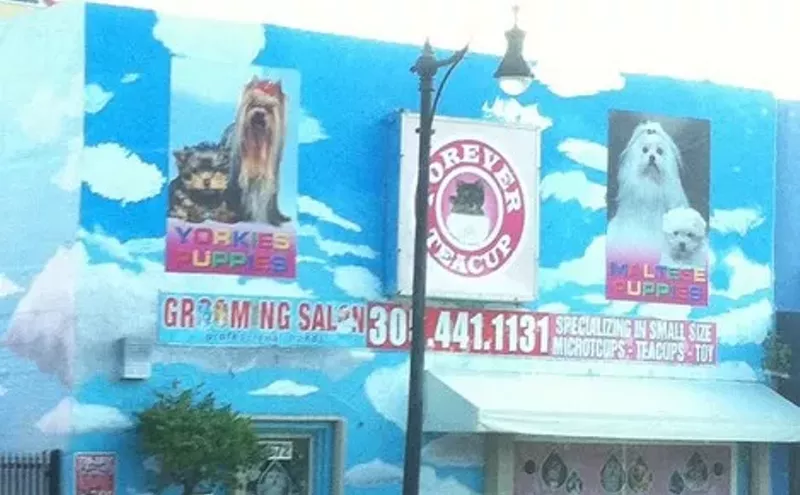 YORKIES
PUPPIES
FOREVER
TEACUP
MALTESE
PUPPIES
GROOMING SALON
305.441.1131
SPECIALIZING IN SMALL SIZE
MICROTCUPS - TEACUPS - TOY